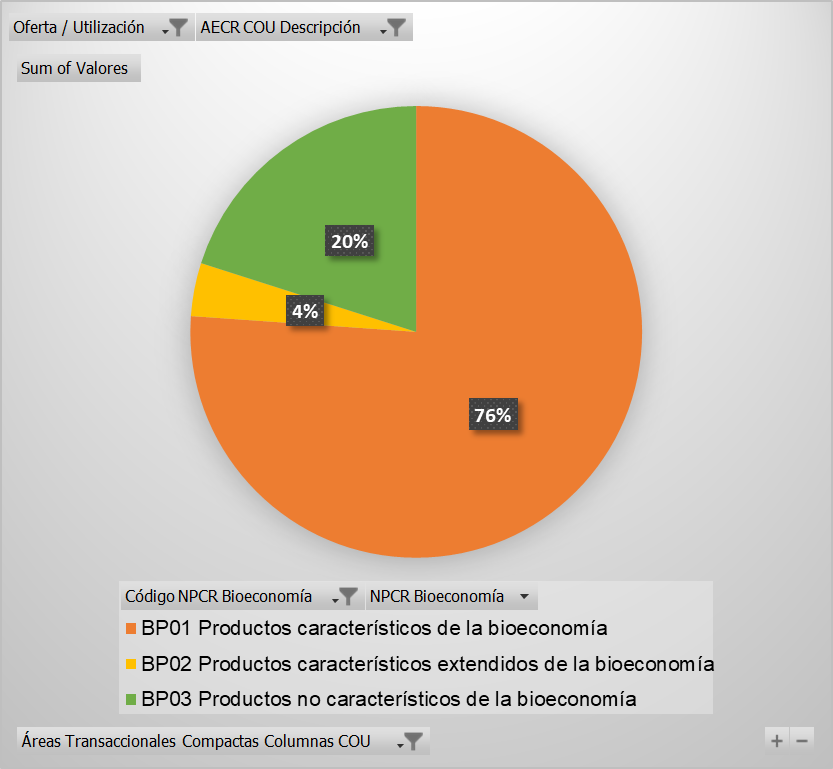 Oferta / Utilización AECR COU Descripción
Sum of Valores
20%
4%
76%
Código NPCR Bioeconomía NPCR Bioeconomía
BP01 Productos característicos de la bioeconomía
BP02 Productos característicos extendidos de la bioeconomía
BP03 Productos no característicos de la bioeconomía
Áreas Transaccionales Compactas Columnas COU
+ −